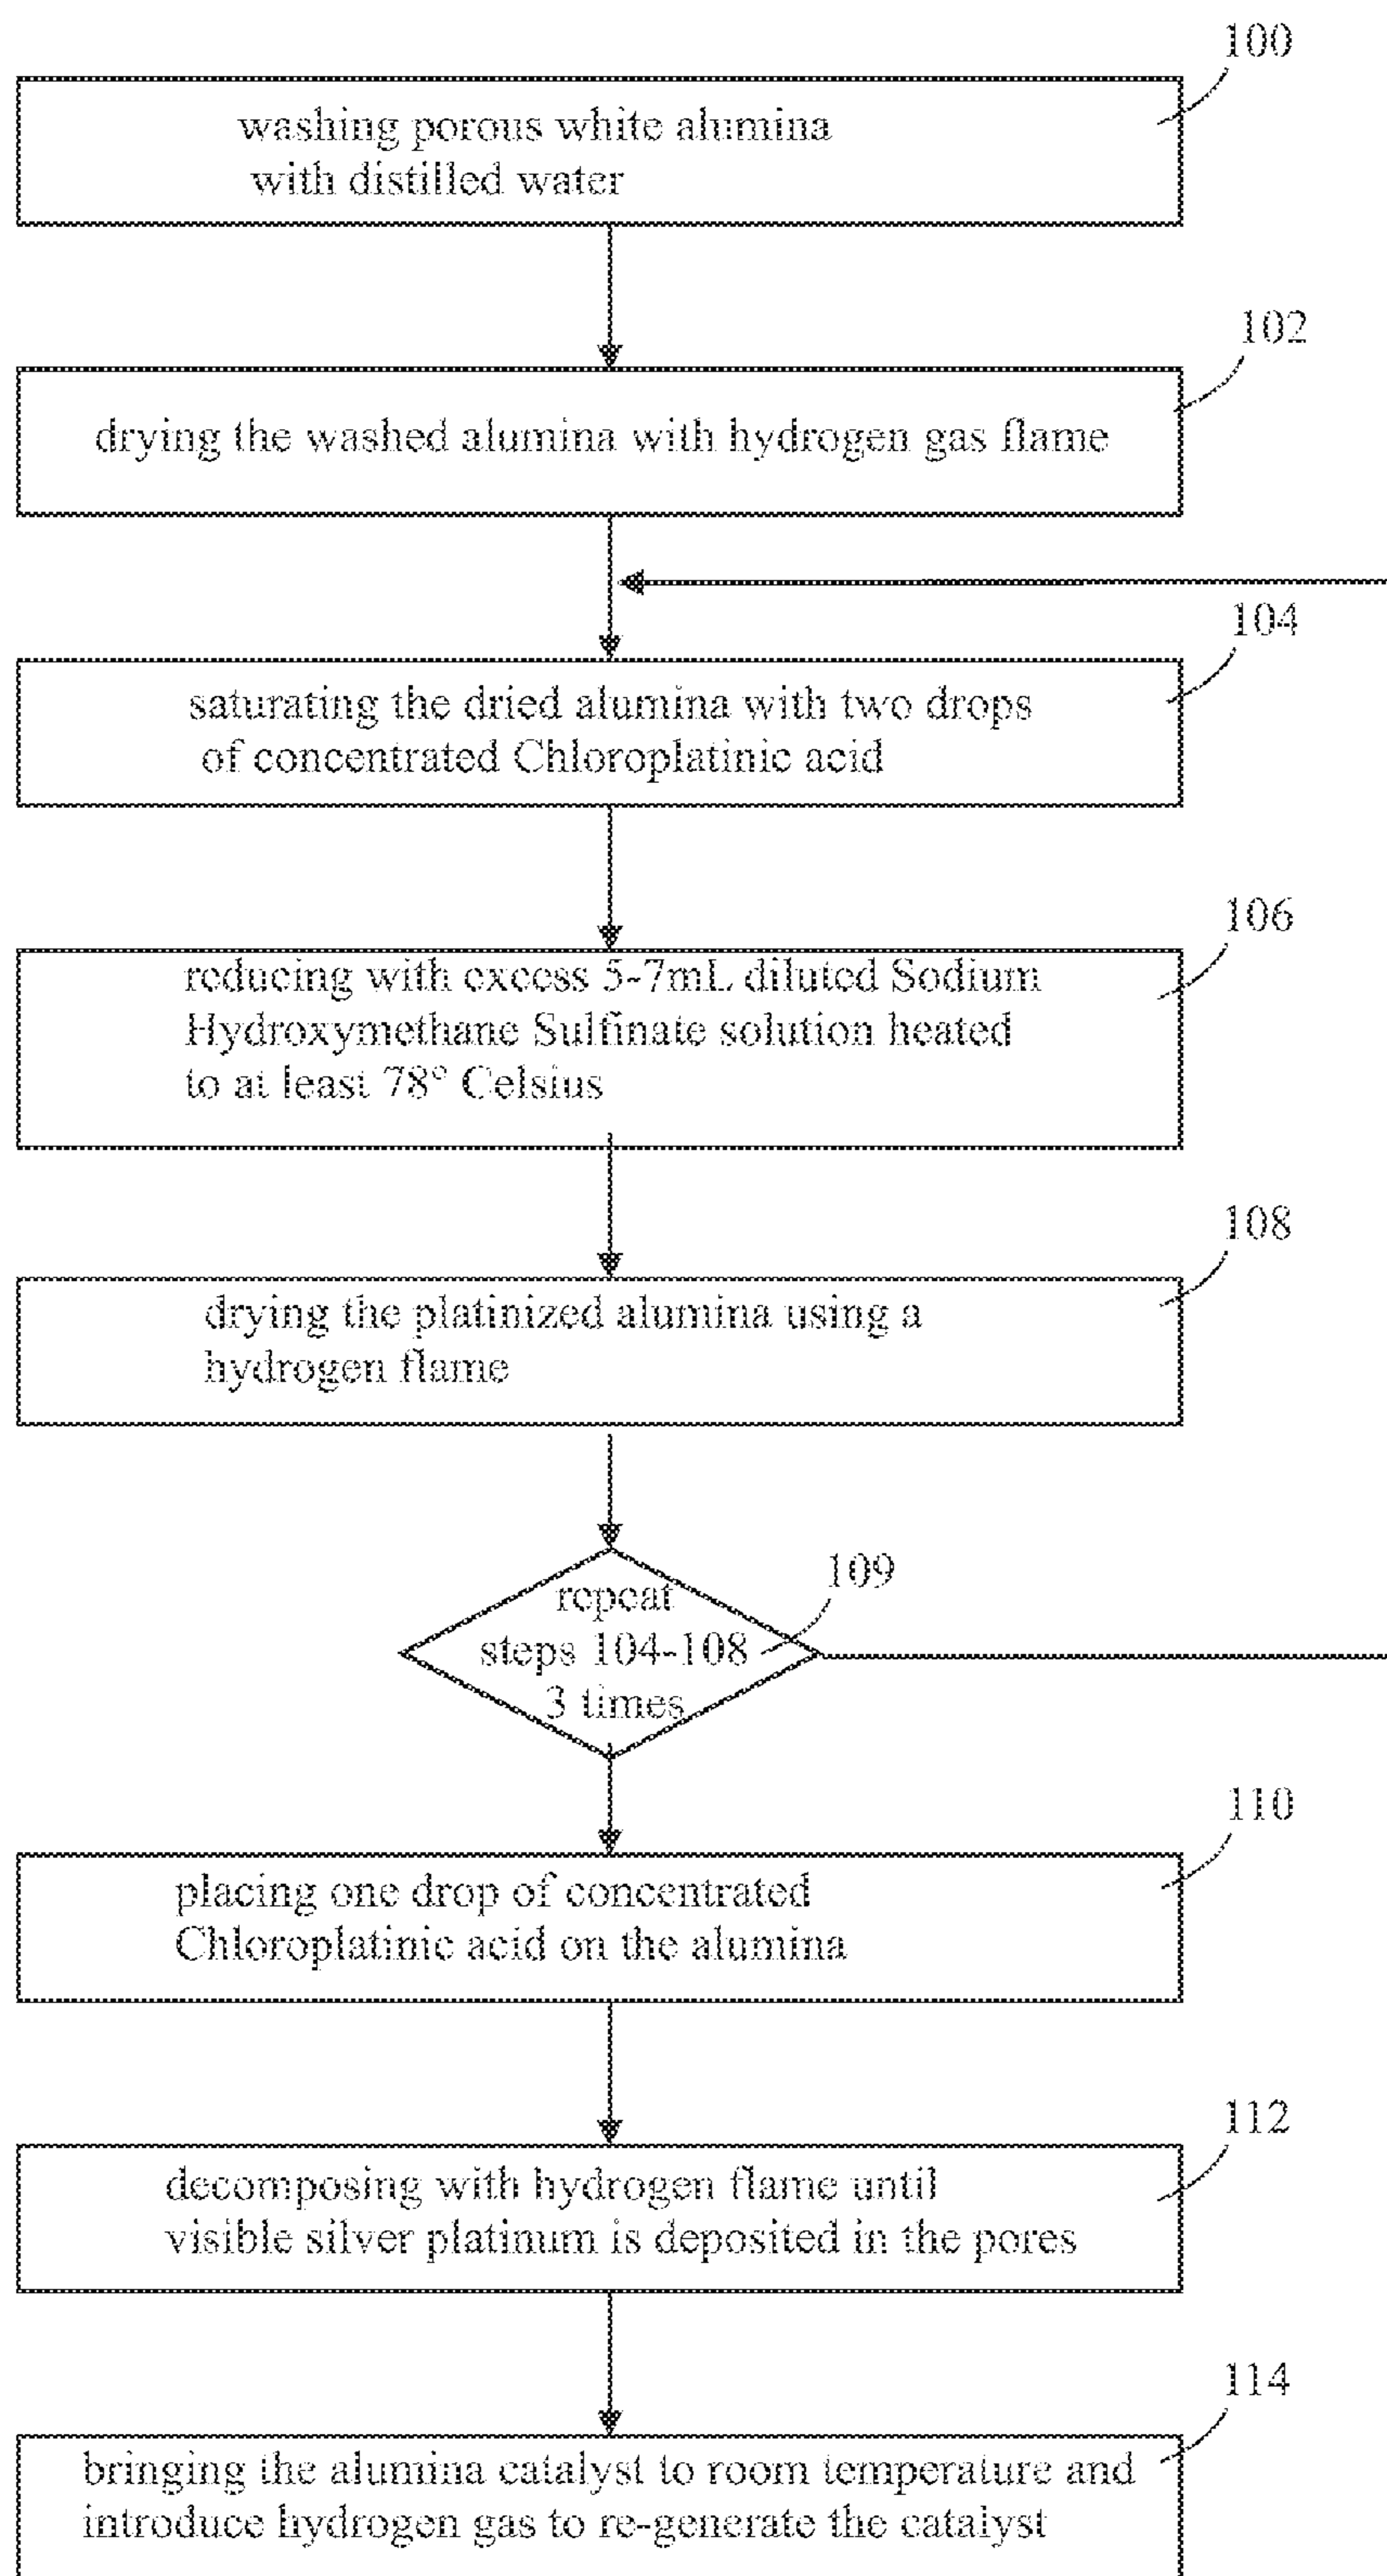 100
washing porous white alumina
with distilled water
102
drying the washed alumina with hydrogen gas flame
104
saturating the dried alumina with two drops
of concentrated Chloroplatinic acid
106
reducing with excess 5-7mL diluted Sodium
Hydroxymethane Sulfinate solution heated
to at least 78° Celsius
108
drying the platinized alumina using a
hydrogen flame
109
repeat
steps 104-108
3 times
110
placing one drop of concentrated
Chloroplatinic acid on the alumina
112
decomposing with hydrogen flame until
visible silver platinum is deposited in the pores
114
bringing the alumina catalyst to room temperature and
introduce hydrogen gas to re-generate the catalyst